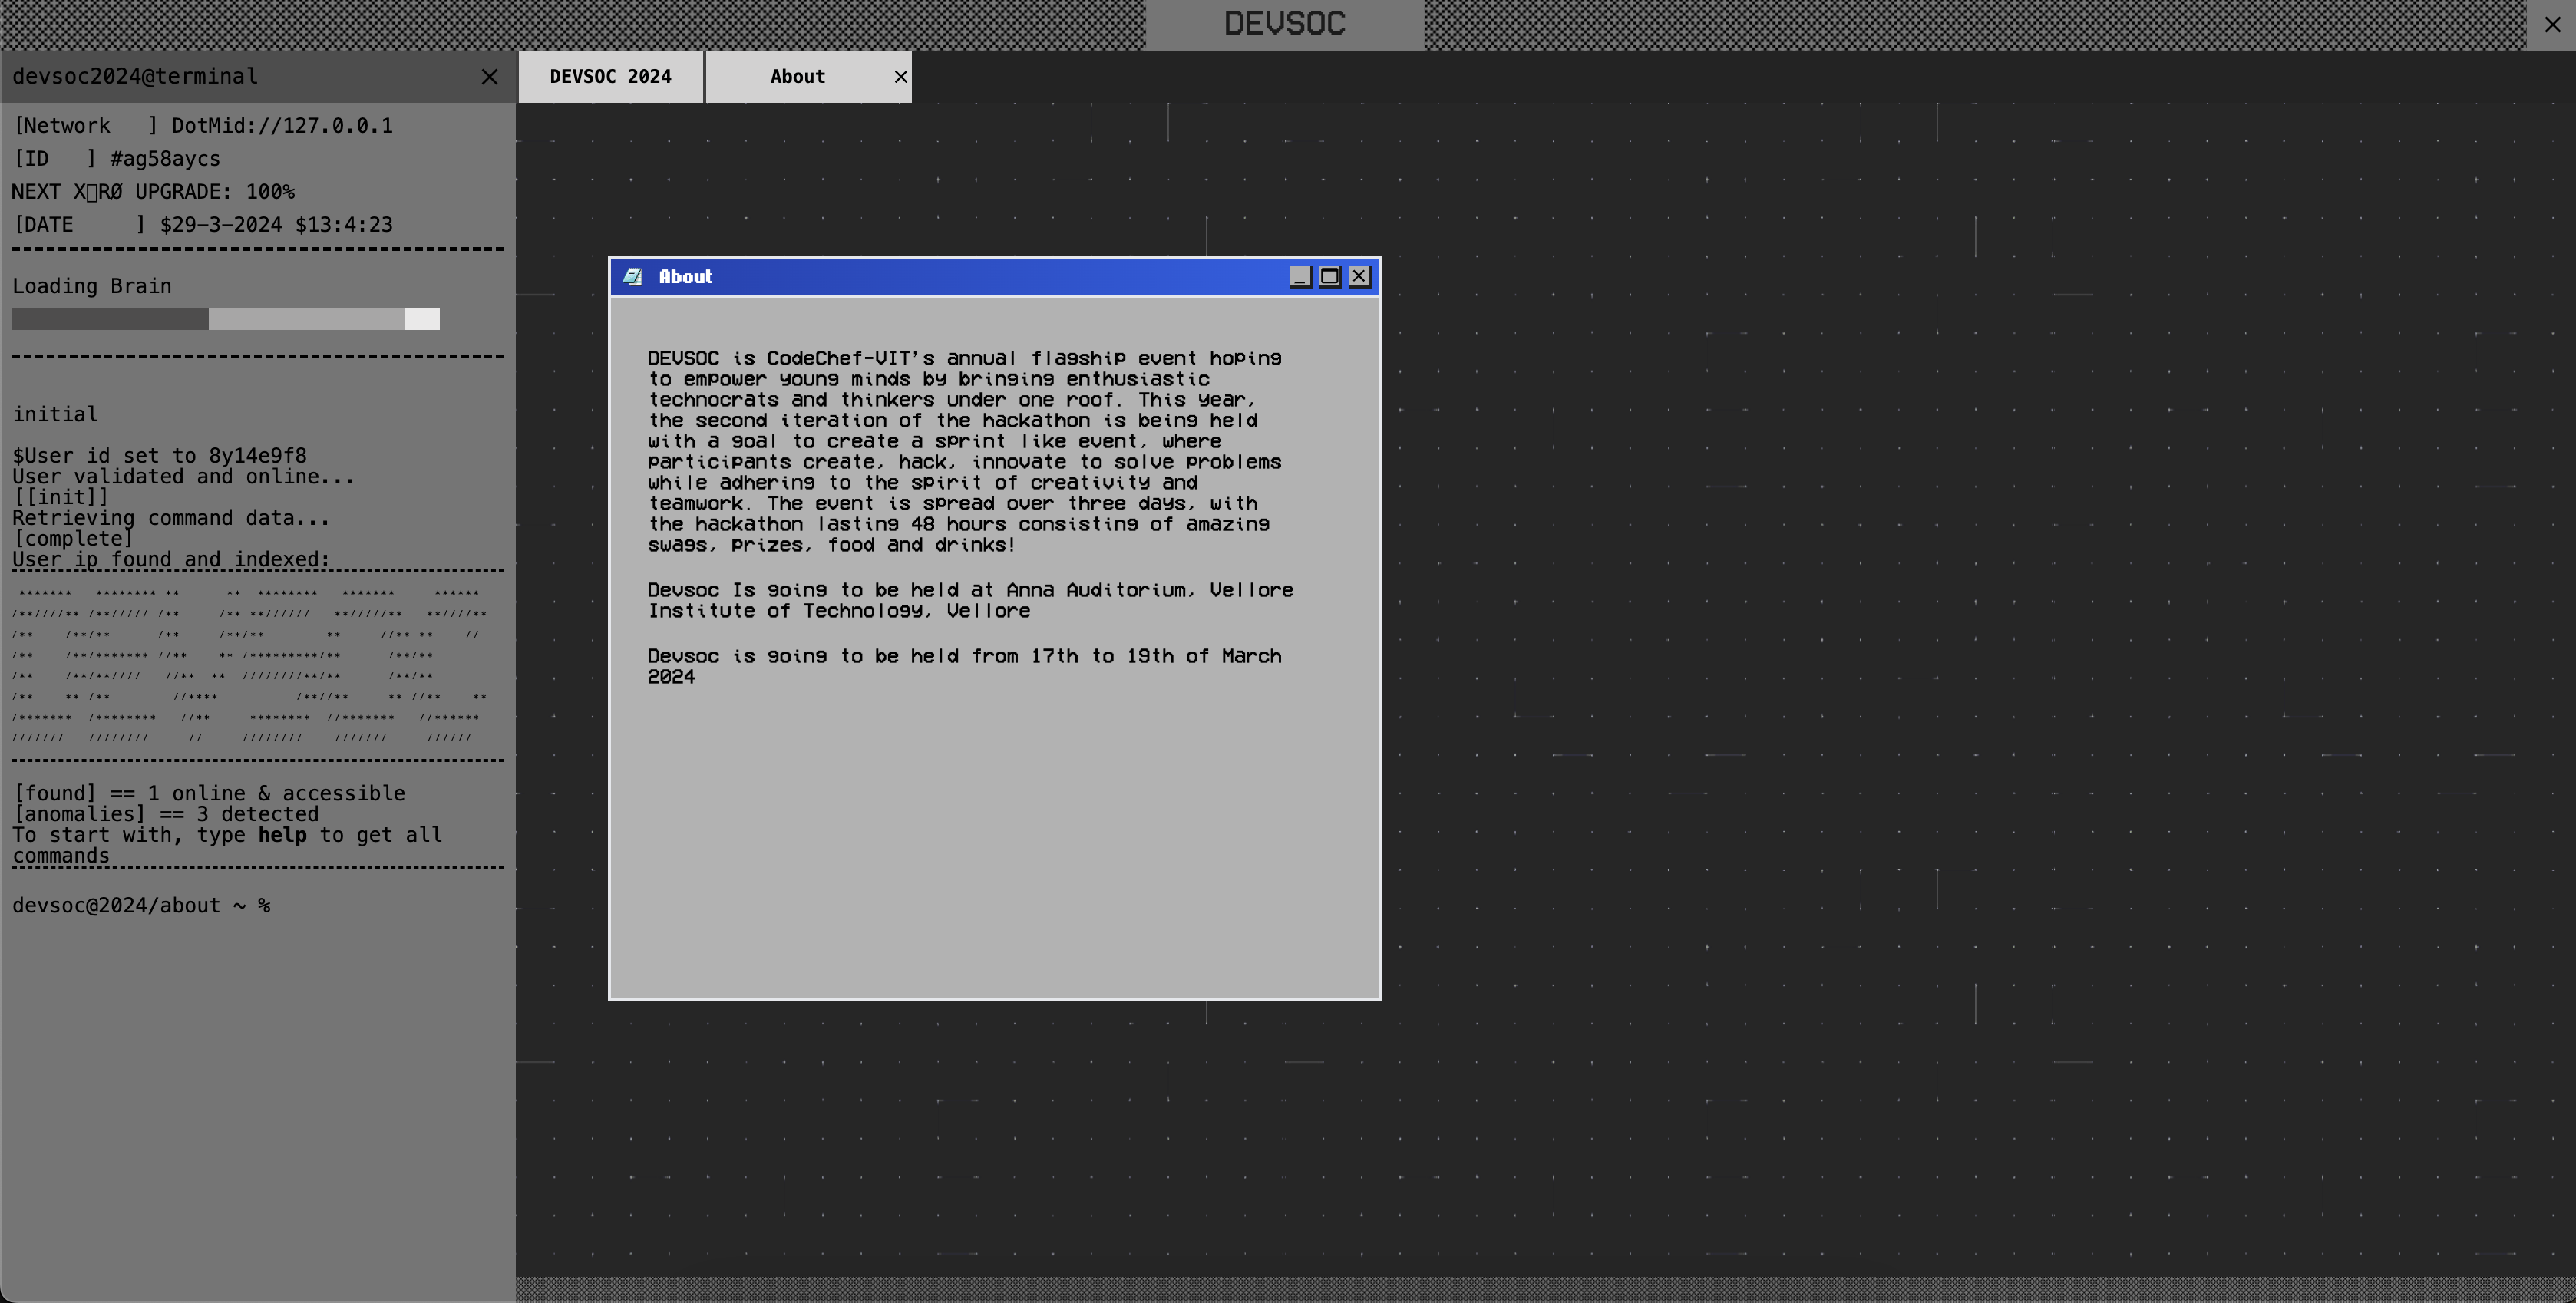 DEVSOC
devsoc2024@terminal
DEVSOC 2024
About
[Network   ] DotMid://127.0.0.1
[ID   ] #ag58aycs
NEXT X▯RØ UPGRADE: 100%
[DATE     ] $29-3-2024 $13:4:23
Loading Brain
initial
$User id set to 8y14e9f8
User validated and online...
[[init]]
Retrieving command data...
[complete]
User ip found and indexed:
DEVSOC
[found] == 1 online & accessible
[anomalies] == 3 detected
To start with, type help to get all
commands
devsoc@2024/about ~ %
About
DEVSOC is CodeChef-VIT's annual flagship event hoping
to empower young minds by bringing enthusiastic
technocrats and thinkers under one roof. This year,
the second iteration of the hackathon is being held
with a goal to create a sprint like event, where
participants create, hack, innovate to solve problems
while adhering to the spirit of creativity and
teamwork. The event is spread over three days, with
the hackathon lasting 48 hours consisting of amazing
swags, prizes, food and drinks!
Devsoc Is going to be held at Anna Auditorium, Vellore
Institute of Technology, Vellore
Devsoc is going to be held from 17th to 19th of March
2024